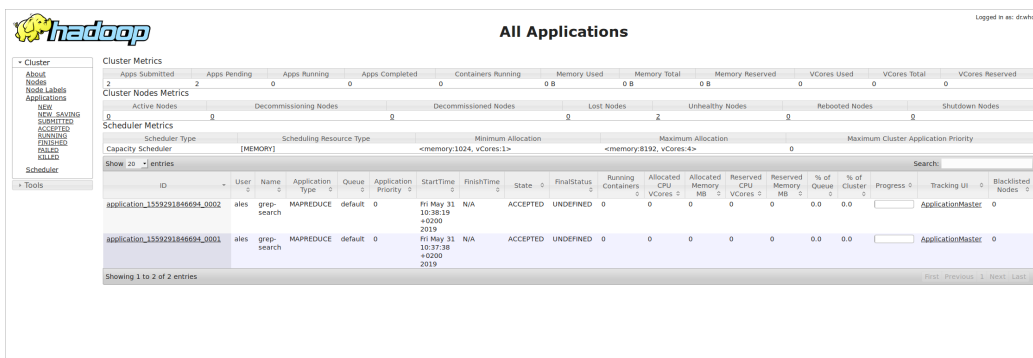 Logged in as: dr.who
hadoop
All Applications
Cluster
About
Nodes
Node Labels
Applications
NEW
NEW_SAVING
SUBMITTED
ACCEPTED
RUNNING
FINISHED
FAILED
KILLED
Scheduler
Tools
Cluster Metrics
Apps Submitted Apps Pending Apps Running Apps Completed Containers Running Memory Used Memory Total Memory Reserved VCores Used VCores Total VCores Reserved
2 2 0 0 0 0 B 0 B 0 B 0 0 0
Cluster Nodes Metrics
Active Nodes Decommissioning Nodes Decommissioned Nodes Lost Nodes Unhealthy Nodes Rebooted Nodes Shutdown Nodes
0 0 0 0 2 0 0
Scheduler Metrics
Scheduler Type Scheduling Resource Type Minimum Allocation Maximum Allocation Maximum Cluster Application Priority
Capacity Scheduler [MEMORY] <memory:1024, vCores:1> <memory:8192, vCores:4> 0
Show 20 entries Search:
ID User Name Application Type Queue Application Priority StartTime FinishTime State FinalStatus Running Containers Allocated CPU VCores Allocated Memory MB Reserved CPU VCores Reserved Memory MB % of Queue % of Cluster Progress Tracking UI Blacklisted Nodes
application_1559291846694_0002 ales grep-search MAPREDUCE default 0 Fri May 31 10:38:19 +0200 2019 N/A ACCEPTED UNDEFINED 0 0 0 0 0 0.0 0.0 ApplicationMaster 0
application_1559291846694_0001 ales grep-search MAPREDUCE default 0 Fri May 31 10:37:38 +0200 2019 N/A ACCEPTED UNDEFINED 0 0 0 0 0 0.0 0.0 ApplicationMaster 0
Showing 1 to 2 of 2 entries First Previous 1 Next Last